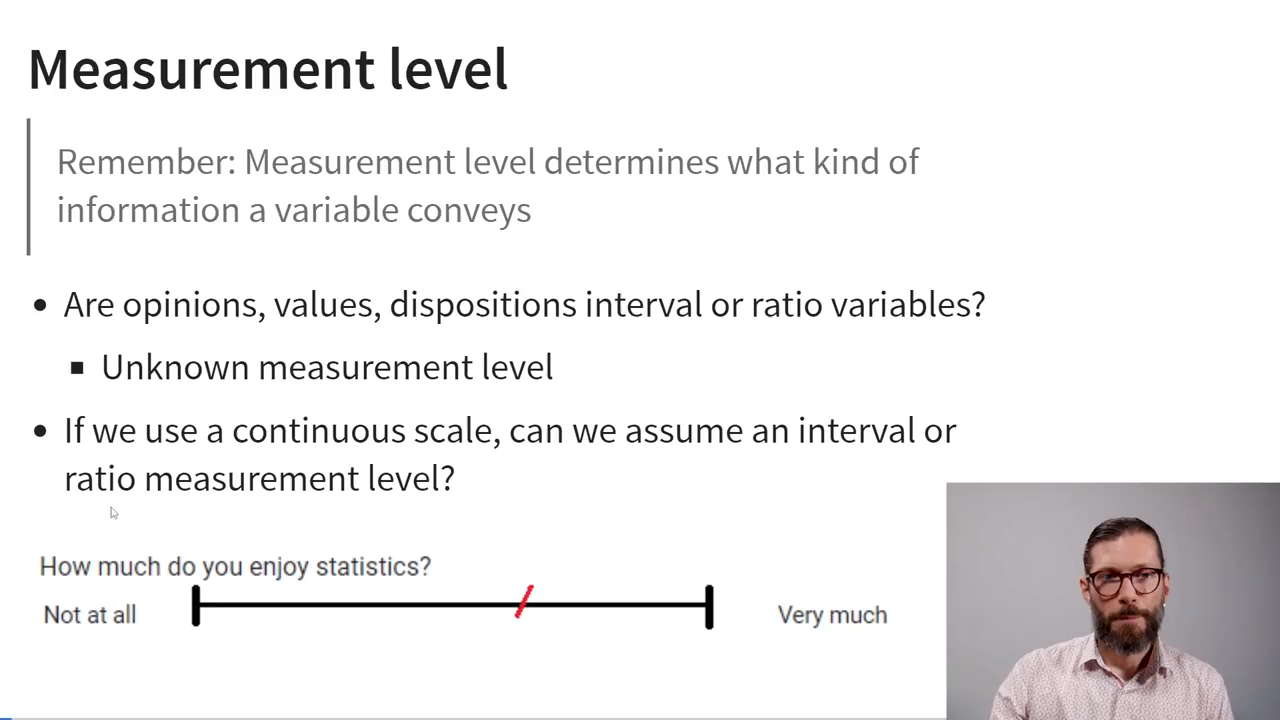 Measurement level
Remember: Measurement level determines what kind of
information a variable conveys
Are opinions, values, dispositions interval or ratio variables?
Unknown measurement level
If we use a continuous scale, can we assume an interval or
ratio measurement level?
How much do you enjoy statistics?
Not at all
Very much